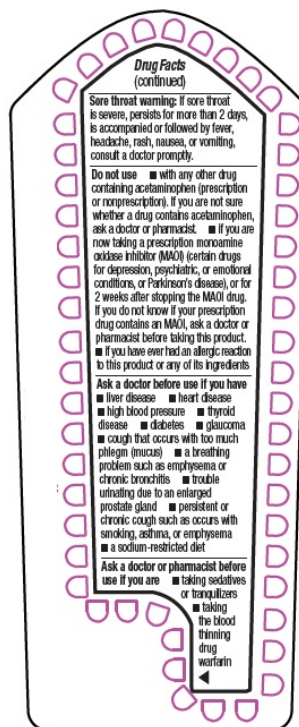 Drug Facts
(continued)
Sore throat warning: If sore throat
is severe, persists for more than 2 days,
is accompanied or followed by fever,
headache, rash, nausea, or vomiting,
consult a doctor promptly.
Do not use ■ with any other drug
containing acetaminophen (prescription
or nonprescription). If you are not sure
whether a drug contains acetaminophen,
ask a doctor or pharmacist. ■ if you are
now taking a prescription monoamine
oxidase inhibitor (MAOI) (certain drugs
for depression, psychiatric, or emotional
conditions, or Parkinson's disease), or for
2 weeks after stopping the MAOI drug.
If you do not know if your prescription
drug contains an MAOI, ask a doctor or
pharmacist before taking this product.
■ if you have ever had an allergic reaction
to this product or any of its ingredients
Ask a doctor before use if you have
■ liver disease ■ heart disease
■ high blood pressure ■ thyroid
disease ■ diabetes ■ glaucoma
■ cough that occurs with too much
phlegm (mucus) ■ a breathing
problem such as emphysema or
chronic bronchitis ■ trouble
urinating due to an enlarged
prostate gland ■ persistent or
chronic cough such as occurs with
smoking, asthma, or emphysema
■ a sodium-restricted diet
Ask a doctor or pharmacist before
use if you are ■ taking sedatives
or tranquilizers
■ taking
the blood
thinning
drug
warfarin